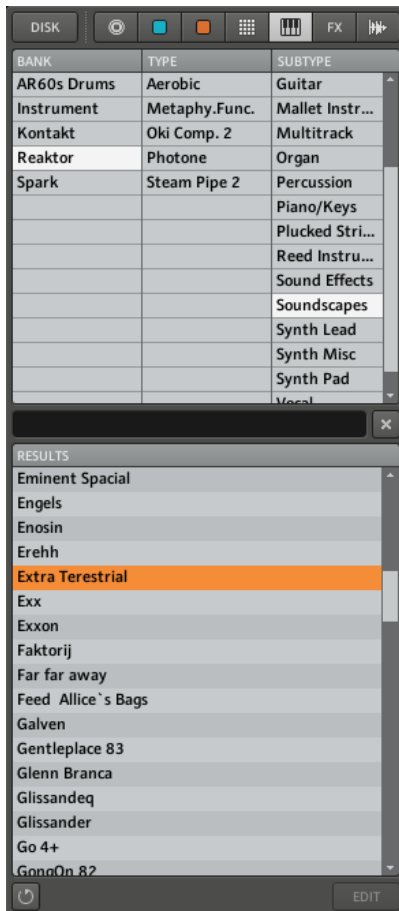 DISK
FX
BANK TYPE SUBTYPE
AR60s Drums Aerobic Guitar
Instrument Metaphy.Func. Mallet Instr...
Kontakt Oki Comp. 2 Multitrack
Reaktor Photone Organ
Spark Steam Pipe 2 Percussion
Piano/Keys
Plucked Stri...
Reed Instru...
Sound Effects
Soundscapes
Synth Lead
Synth Misc
Synth Pad
Vocal
RESULTS
Eminent Spacial
Engels
Enosin
Erehh
Extra Terestrial
Exx
Exxon
Faktorij
Far far away
Feed Allice`s Bags
Galven
Gentleplace 83
Glenn Branca
Glissandeq
Glissander
Go 4+
GongOn 82
EDIT